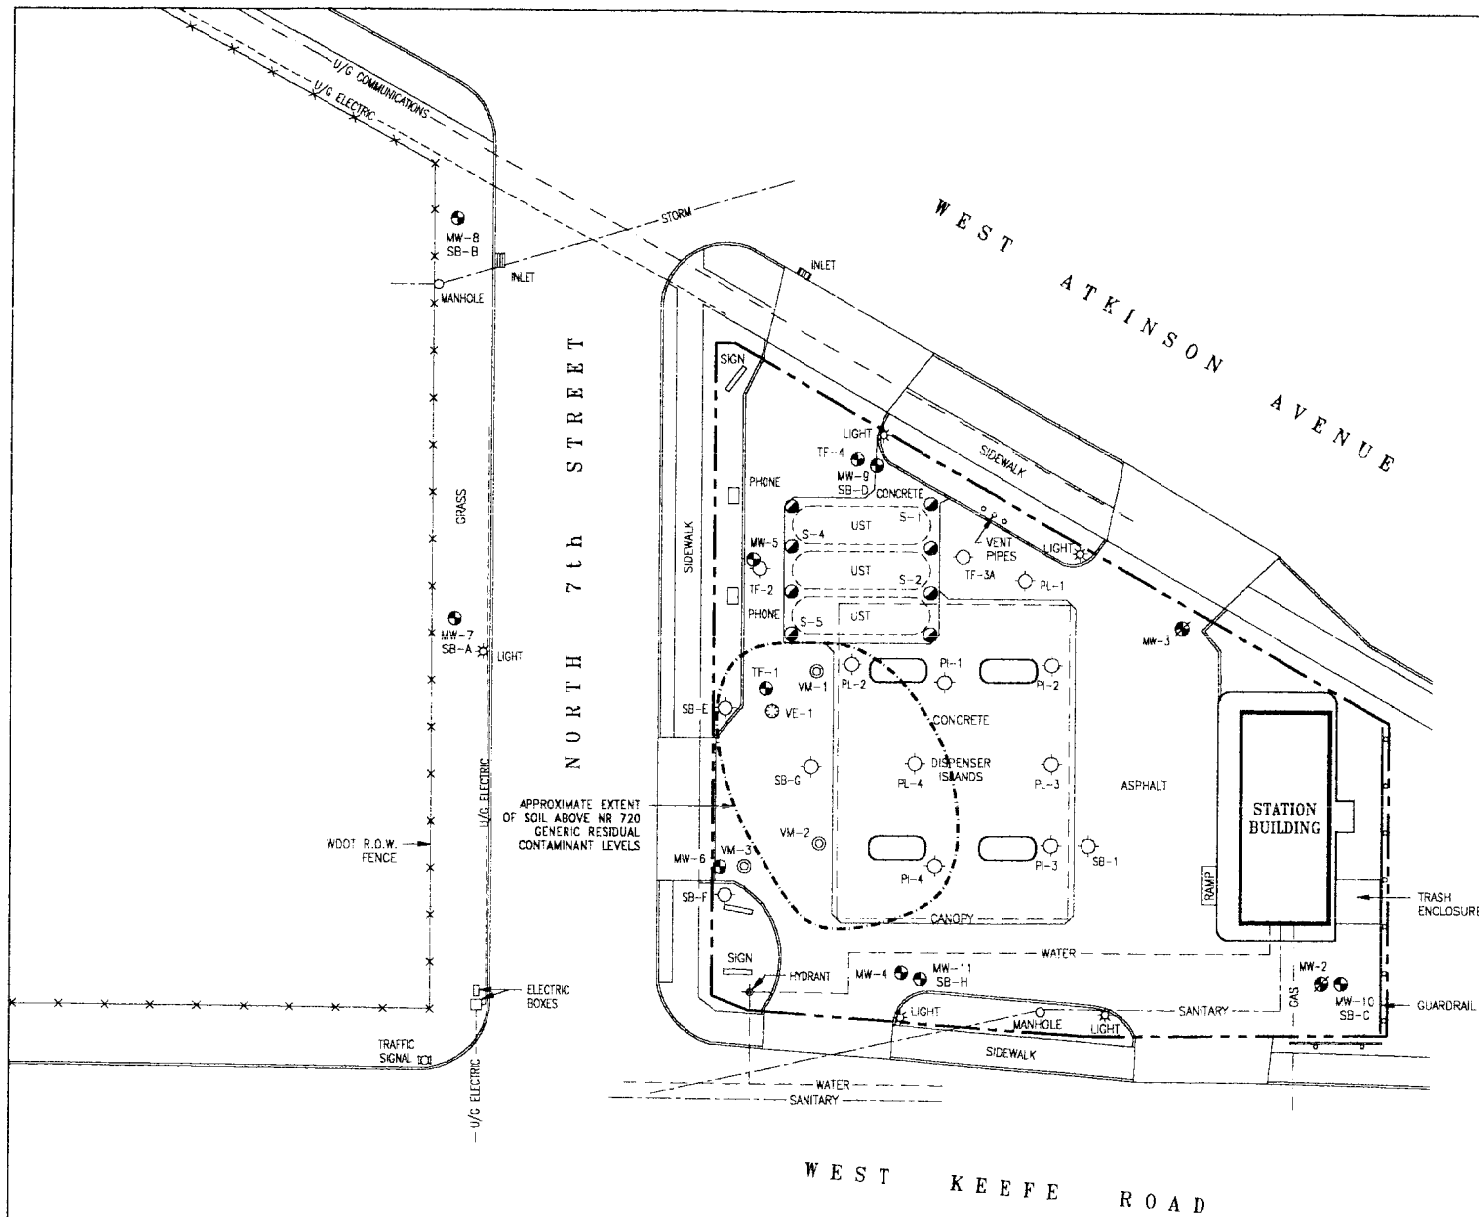 U/G COMMUNICATIONS
U/G ELECTRIC
STORM
MW-8
SB-B
INLET
MANHOLE
WEST ATKINSON AVENUE
INLET
NORTH 7th STREET
GRASS
SIDEWALK
SIGN
PHONE
LIGHT
TF-4
MW-9
SB-D
CONCRETE
SIDEWALK
S-1
UST
S-4
VENT
PIPES
LIGHT
MW-5
TF-2
UST
S-2
TF-3A
PL-1
PHONE
S-5
UST
MW-7
SB-A
LIGHT
MW-3
TF-1
VM-1
PL-2
PI-1
PI-2
SB-E
VE-1
CONCRETE
SB-G
PL-4
DISPENSER
ISLANDS
PL-3
ASPHALT
STATION
BUILDING
U/G ELECTRIC
APPROXIMATE EXTENT
OF SOIL ABOVE NR 720
GENERIC RESIDUAL
CONTAMINANT LEVELS
WDOT R.O.W.
FENCE
VM-2
MW-6
VM-3
PI-4
PI-3
SB-1
SB-F
RAMP
TRASH
ENCLOSURE
CANOPY
SIGN
HYDRANT
WATER
MW-4
MW-11
SB-H
MW-2
MW-10
SB-C
GAS
GUARDRAIL
ELECTRIC
BOXES
LIGHT
MANHOLE
LIGHT
SANITARY
TRAFFIC
SIGNAL
SIDEWALK
U/G ELECTRIC
WATER
SANITARY
WEST KEEFE ROAD